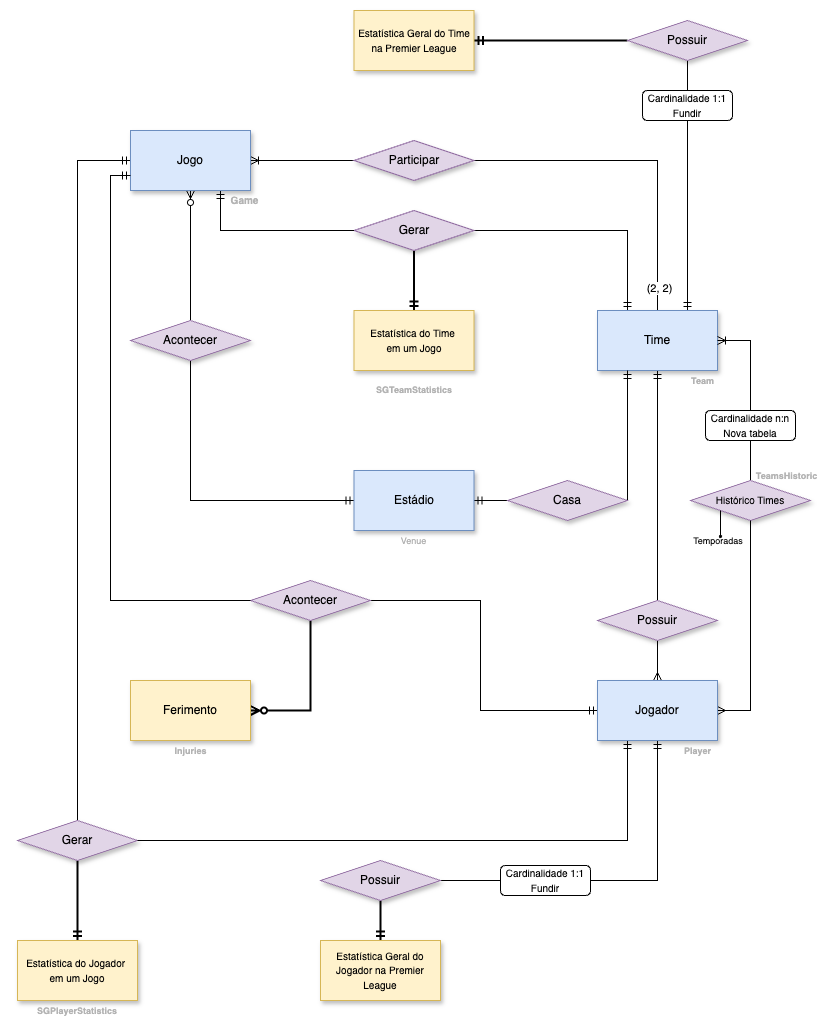 Estatística Geral do Time
na Premier League
Possuir
Cardinalidade 1:1
Fundir
Jogo
Participar
Game
Gerar
(2, 2)
Acontecer
Estatística do Time
em um Jogo
Time
SGTeamStatistics
Team
Cardinalidade n:n
Nova tabela
TeamsHistoric
Estádio
Casa
Histórico Times
Venue
Temporadas
Acontecer
Possuir
Ferimento
Jogador
Injuries
Player
Gerar
Possuir
Cardinalidade 1:1
Fundir
Estatística do Jogador
em um Jogo
Estatística Geral do
Jogador na Premier
League
SGPlayerStatistics